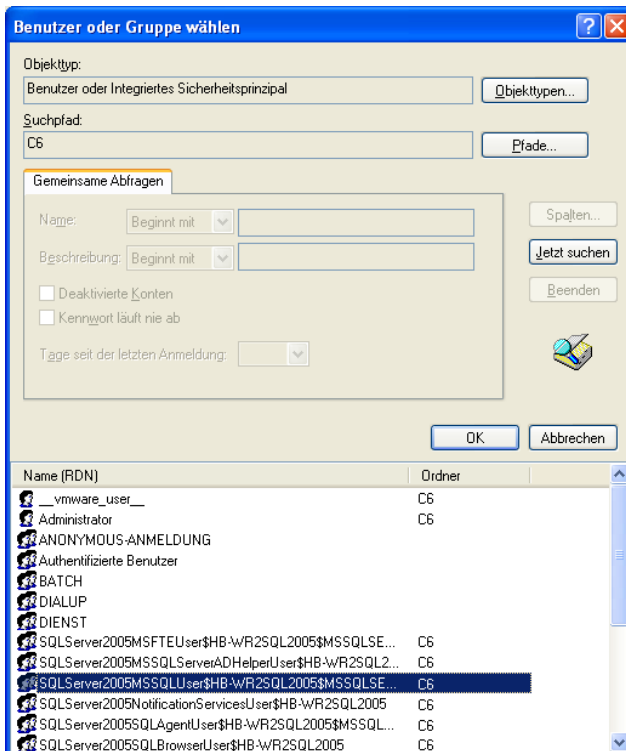 Benutzer oder Gruppe wählen
Objekttyp:
Benutzer oder Integriertes Sicherheitsprinzipal
Objekttypen...
Suchpfad:
C6
Pfade...
Gemeinsame Abfragen
Name: Beginnt mit
Spalten...
Beschreibung: Beginnt mit
Jetzt suchen
Deaktivierte Konten
Beenden
Kennwort läuft nie ab
Tage seit der letzten Anmeldung:
OK Abbrechen
Name (RDN) Ordner
__vmware_user__ C6
Administrator C6
ANONYMOUS-ANMELDUNG
Authentifizierte Benutzer
BATCH
DIALUP
DIENST
SQLServer2005MSFTEUser$HB-WR2SQL2005$MSSQLSE... C6
SQLServer2005MSSQLServerADHelperUser$HB-WR2SQL2... C6
SQLServer2005MSSQLUser$HB-WR2SQL2005$MSSQLSE... C6
SQLServer2005NotificationServicesUser$HB-WR2SQL2005 C6
SQLServer2005SQLAgentUser$HB-WR2SQL2005$MSSQL... C6
SQLServer2005SQLBrowserUser$HB-WR2SQL2005 C6